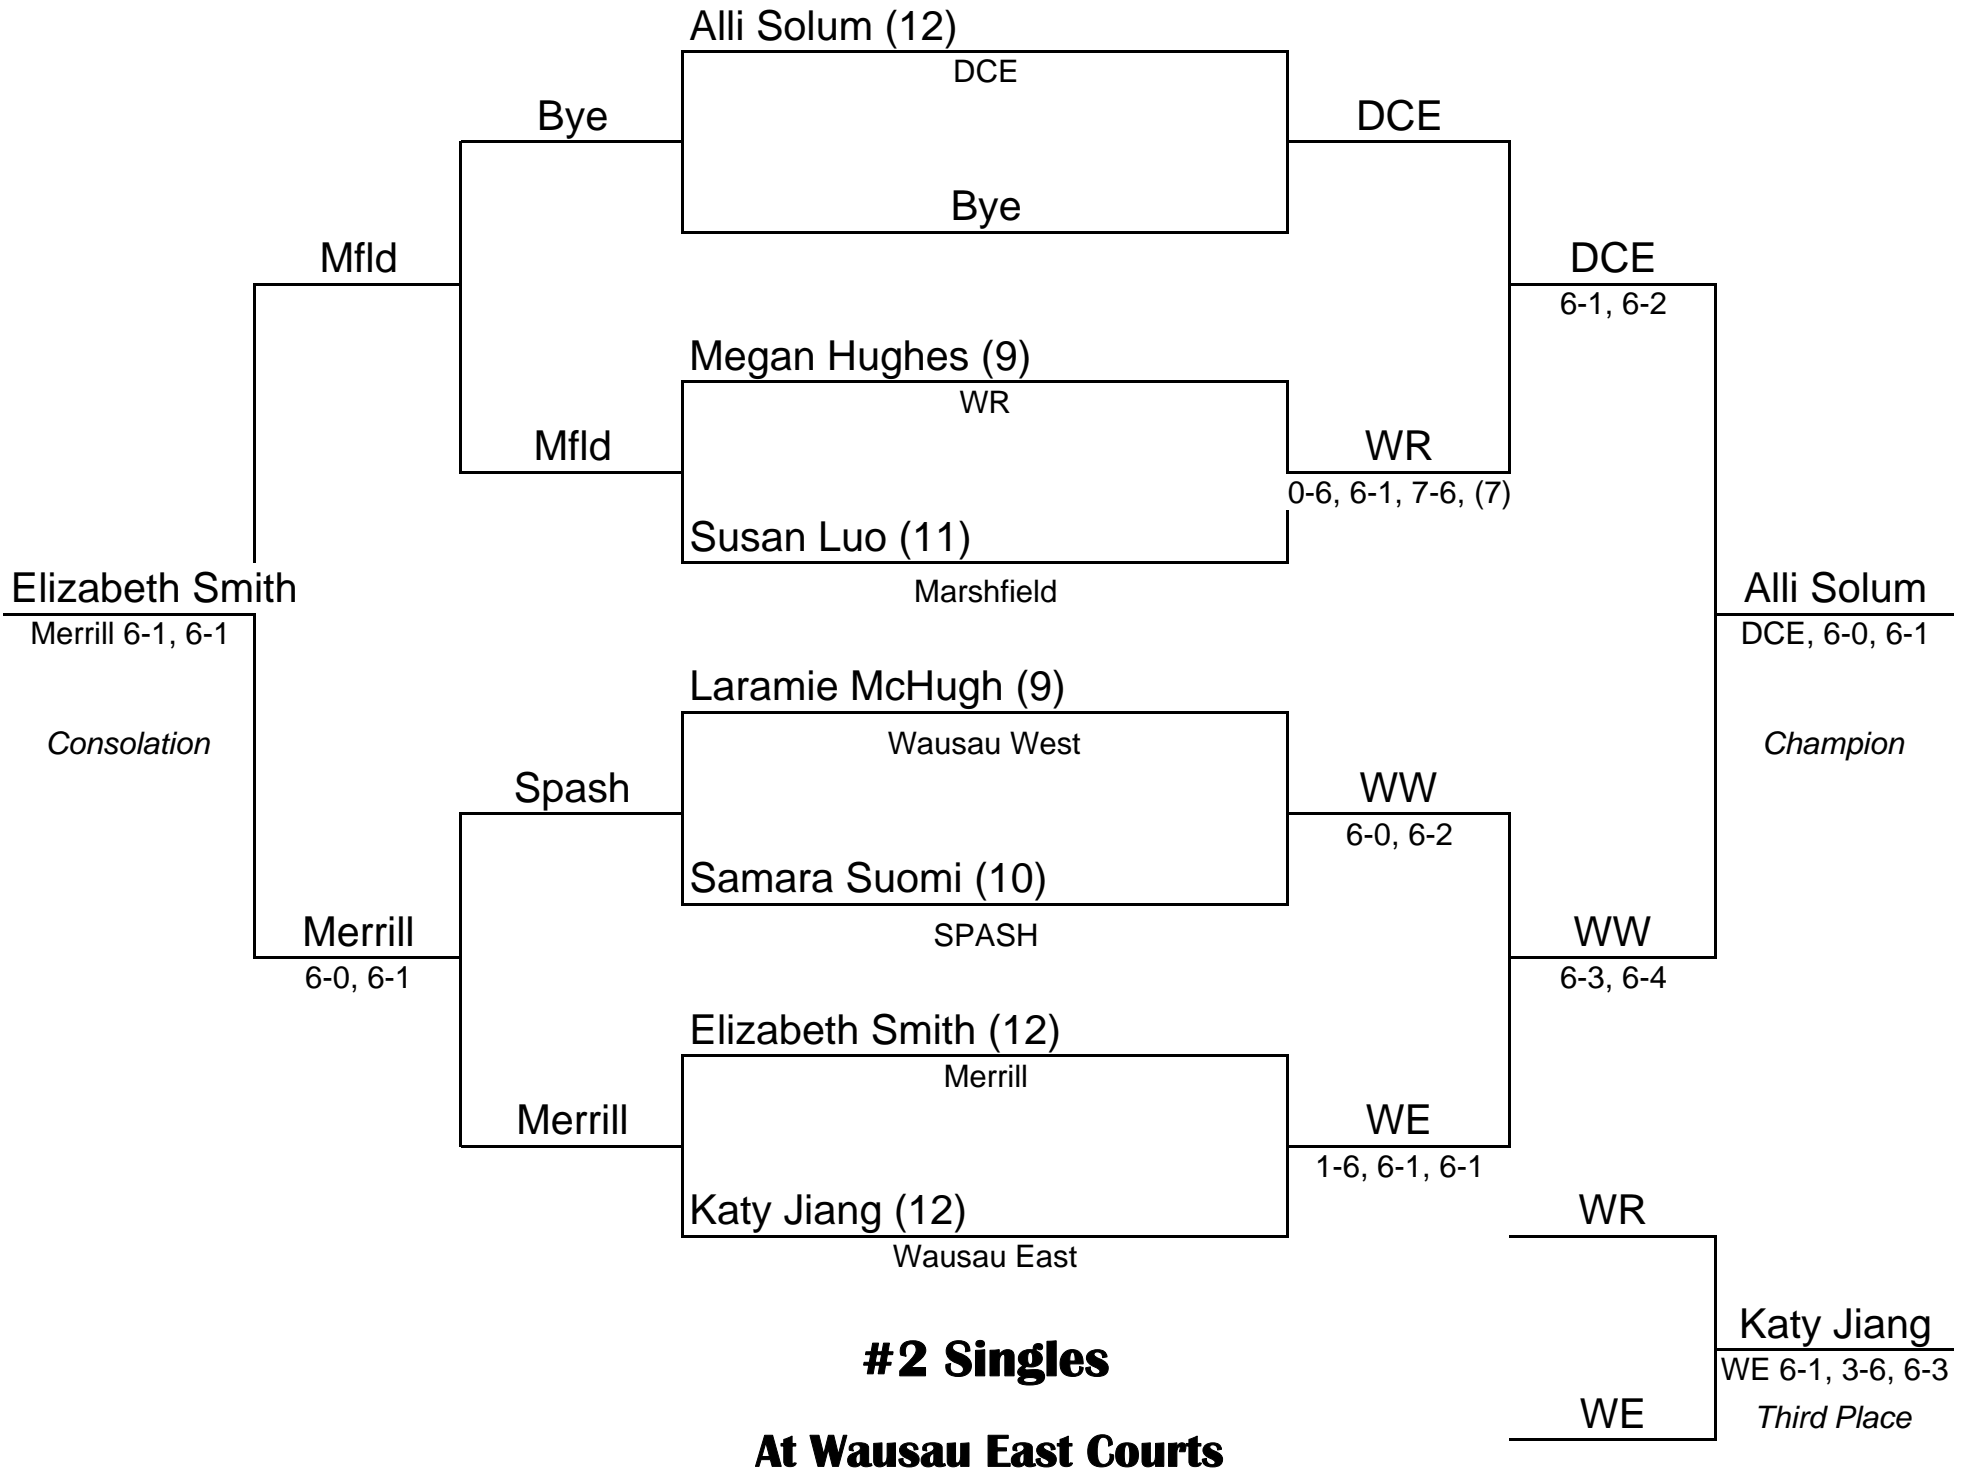 Alli Solum (12)
DCE
Bye
DCE
Bye
Mfld
DCE
6-1, 6-2
Megan Hughes (9)
WR
Mfld
WR
0-6, 6-1, 7-6, (7)
Susan Luo (11)
Marshfield
Elizabeth Smith
Merrill 6-1, 6-1
Alli Solum
DCE, 6-0, 6-1
Laramie McHugh (9)
Wausau West
Consolation
Champion
Spash
WW
6-0, 6-2
Samara Suomi (10)
SPASH
Merrill
6-0, 6-1
WW
6-3, 6-4
Elizabeth Smith (12)
Merrill
Merrill
WE
1-6, 6-1, 6-1
Katy Jiang (12)
Wausau East
WR
Katy Jiang
WE 6-1, 3-6, 6-3
Third Place
WE
#2 Singles
At Wausau East Courts